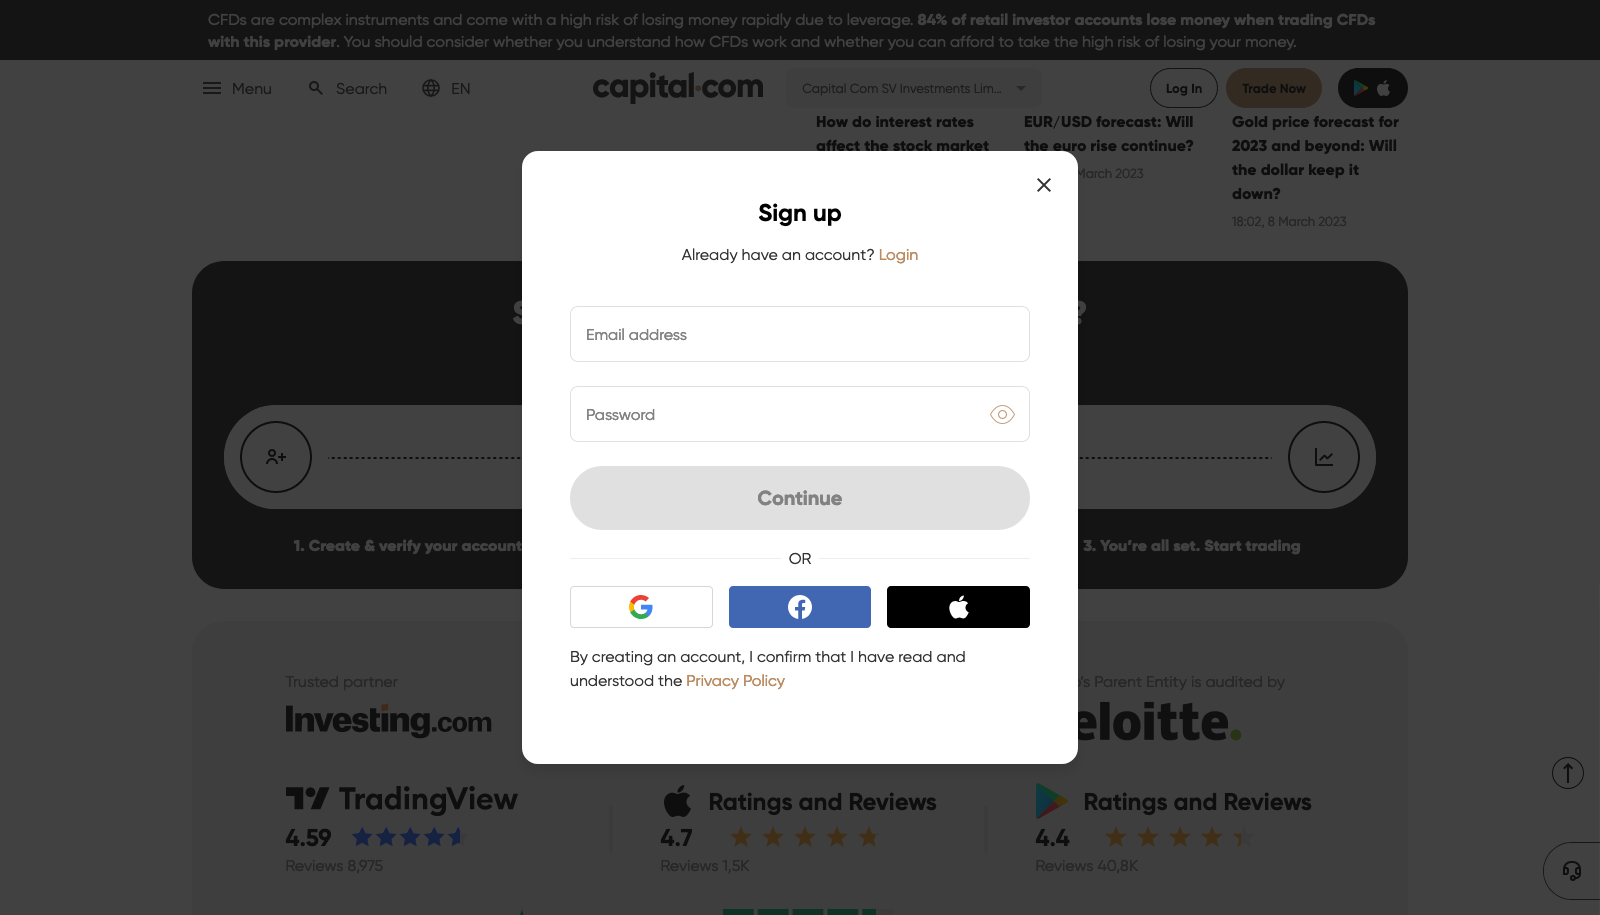 CFDs are complex instruments and come with a high risk of losing money rapidly due to leverage. 84% of retail investor accounts lose money when trading CFDs
with this provider. You should consider whether you understand how CFDs work and whether you can afford to take the high risk of losing your money.
Menu Search EN capital.com Capital Com SV Investments Lim... Log In Trade Now
How do interest rates
affect the stock market
EUR/USD forecast: Will
the euro rise continue?
March 2023
Gold price forecast for
2023 and beyond: Will
the dollar keep it
down?
18:02, 8 March 2023
Sign up
Already have an account? Login
Email address
Password
Continue
OR
By creating an account, I confirm that I have read and
understood the Privacy Policy
S ?
1. Create & verify your account
3. You're all set. Start trading
Trusted partner
Investing.com
's Parent Entity is audited by
eloitte.
TradingView
4.59
Reviews 8,975
Ratings and Reviews
4.7
Reviews 1,5K
Ratings and Reviews
4.4
Reviews 40,8K